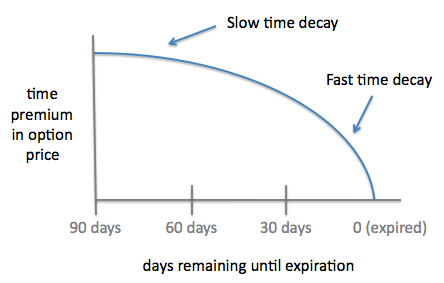 Slow time decay
Fast time decay
time
premium
in option
price
90 days
60 days
30 days
0 (expired)
days remaining until expiration